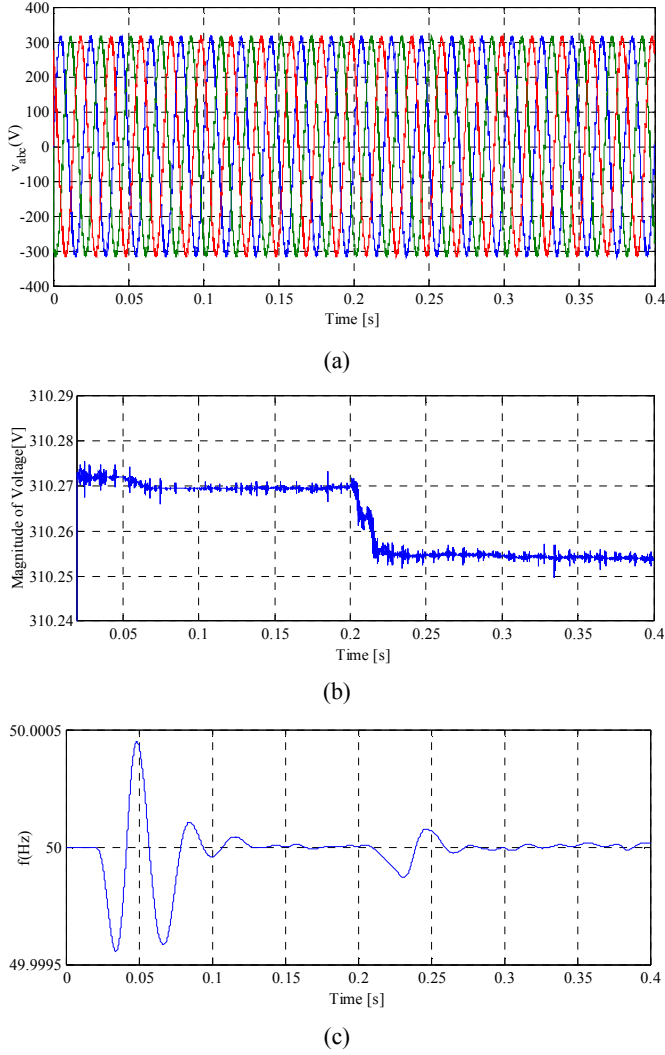 v_abc(V)
400
300
200
100
0
-100
-200
-300
-400
0 0.05 0.1 0.15 0.2 0.25 0.3 0.35 0.4
Time [s]
(a)
Magnitude of Voltage[V]
310.29
310.28
310.27
310.26
310.25
310.24
0.05 0.1 0.15 0.2 0.25 0.3 0.35 0.4
Time [s]
(b)
f(Hz)
50.0005
50
49.9995
0 0.05 0.1 0.15 0.2 0.25 0.3 0.35 0.4
Time [s]
(c)